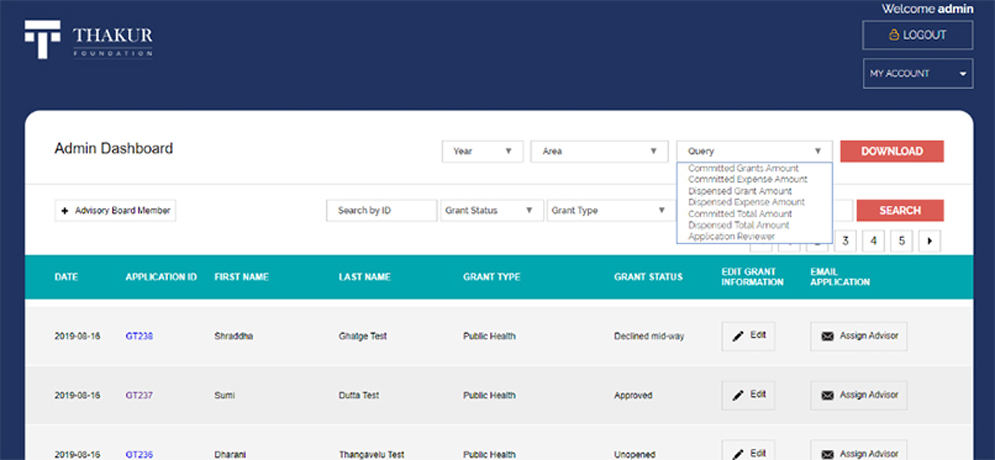 Welcome admin
THAKUR
FOUNDATION
LOGOUT
MY ACCOUNT
Admin Dashboard
Year
Area
Query
DOWNLOAD
Committed Grants Amount
Committed Expense Amount
Dispensed Grant Amount
Dispensed Expense Amount
Committed Total Amount
Dispensed Total Amount
Application Reviewer
+ Advisory Board Member
Search by ID
Grant Status
Grant Type
SEARCH
3 4 5
DATE APPLICATION ID FIRST NAME LAST NAME GRANT TYPE GRANT STATUS EDIT GRANT INFORMATION EMAIL APPLICATION
2019-08-16 GT238 Shraddha Ghatge Test Public Health Declined mid-way Edit Assign Advisor
2019-08-16 GT237 Sumi Dutta Test Public Health Approved Edit Assign Advisor
2019-08-16 GT236 Dharani Thangavelu Test Public Health Unopened Edit Assign Advisor